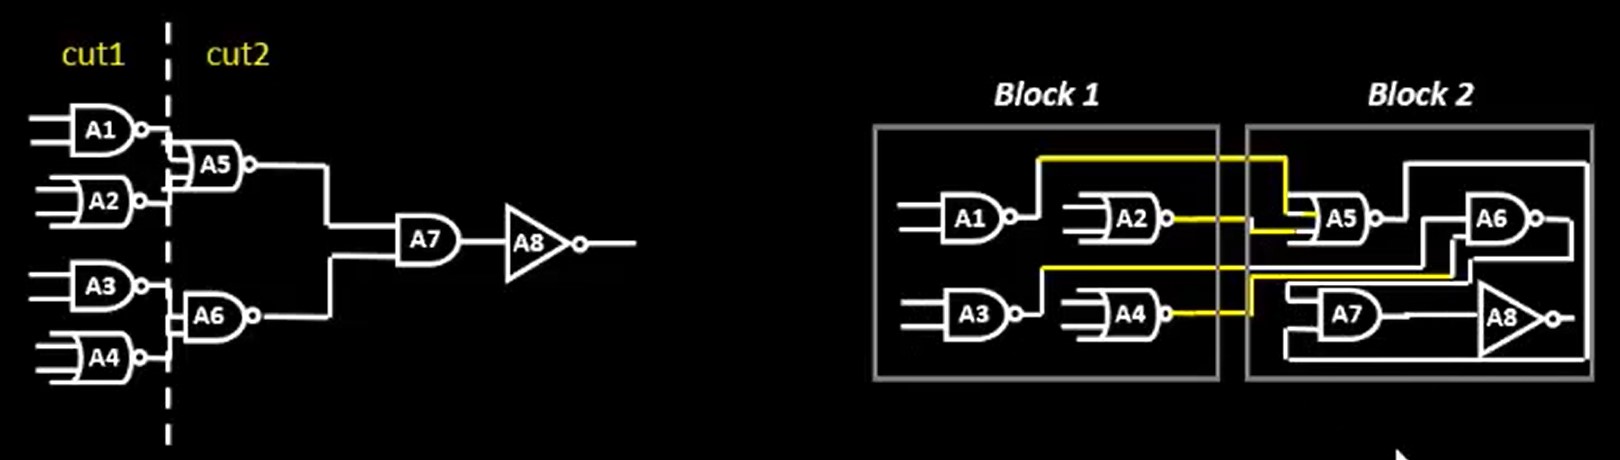 cut1 cut2
Block 1 Block 2
A1
A5
A2
A7 A8
A3
A6
A4
A1 A2 A5 A6
A3 A4 A7 A8